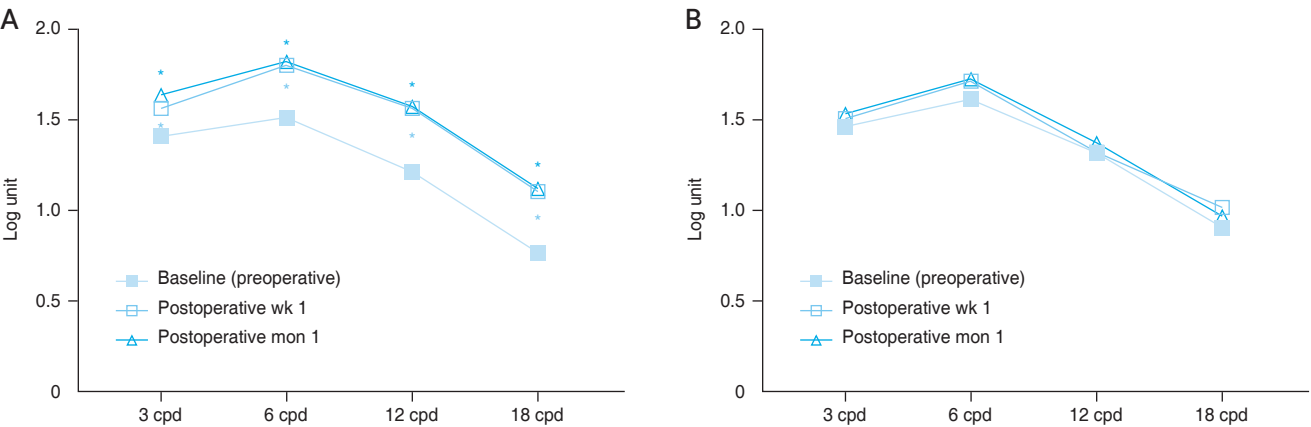 A
2.0
1.5
1.0
0.5
0
Log unit
Baseline (preoperative)
Postoperative wk 1
Postoperative mon 1
3 cpd
6 cpd
12 cpd
18 cpd
B
2.0
1.5
1.0
0.5
0
Log unit
Baseline (preoperative)
Postoperative wk 1
Postoperative mon 1
3 cpd
6 cpd
12 cpd
18 cpd